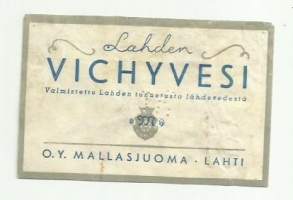 Lahden
VICHYVESI
Valmistettu Lahden tunnetusta lähdevedestä
O.Y. MALLASJUOMA · LAHTI